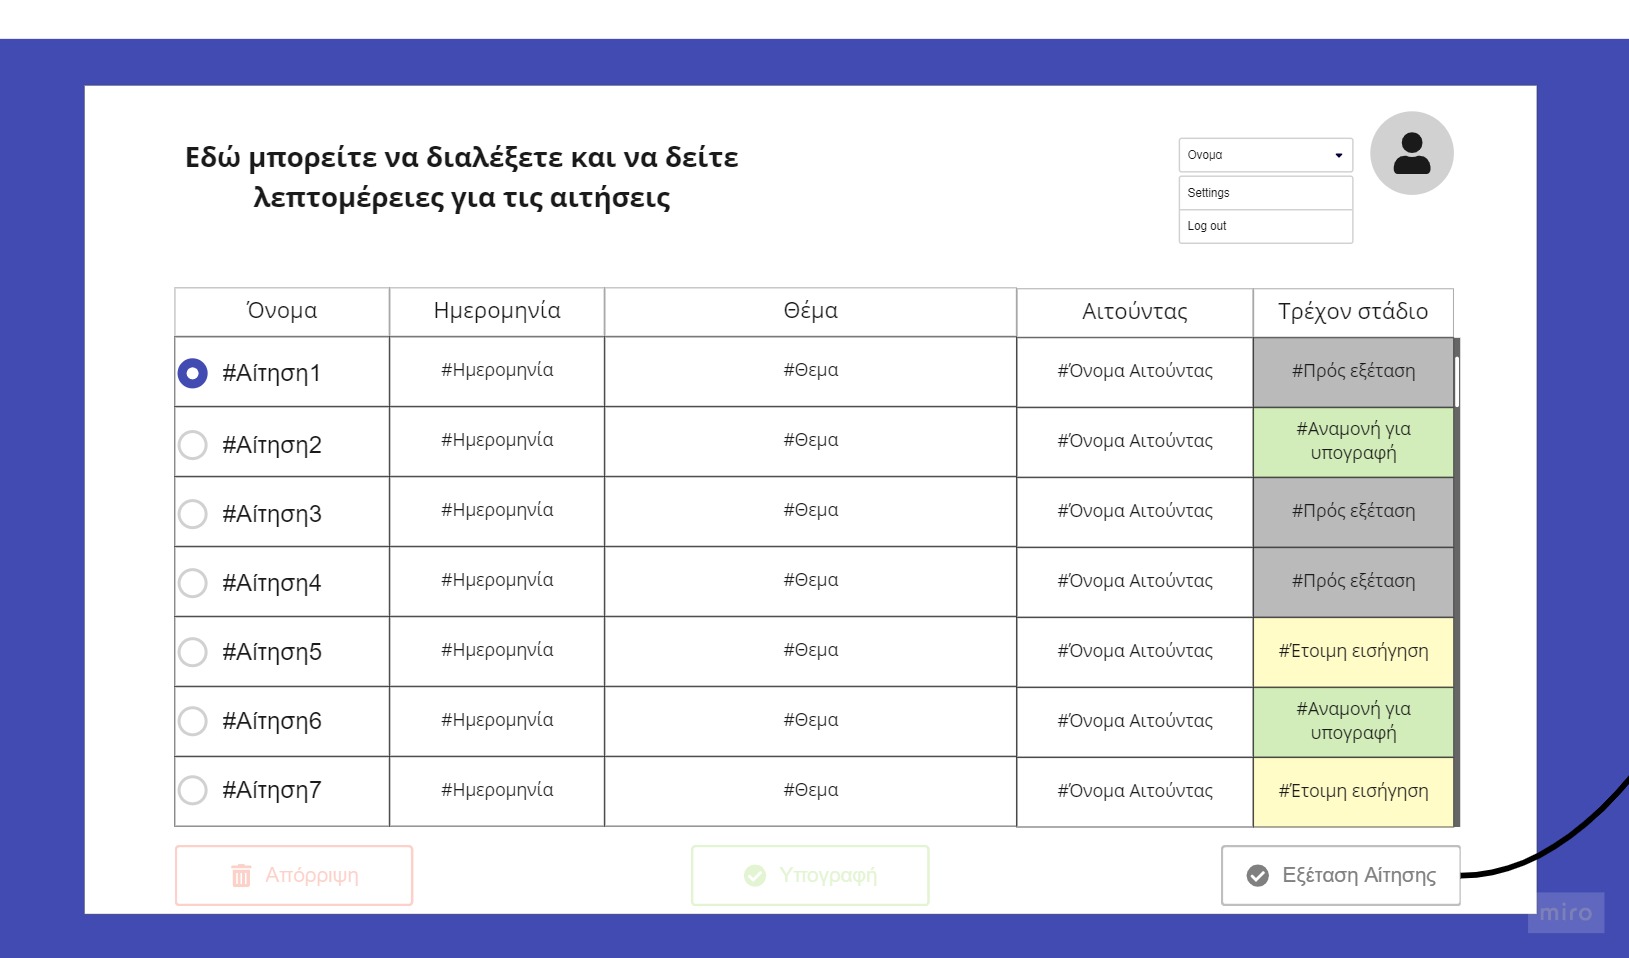 Εδώ μπορείτε να διαλέξετε και να δείτε
λεπτομέρειες για τις αιτήσεις
Ονομα
Settings
Log out
Όνομα Ημερομηνία Θέμα Αιτούντας Τρέχον στάδιο
#Αίτηση1 #Ημερομηνία #Θεμα #Όνομα Αιτούντας #Πρός εξέταση
#Αίτηση2 #Ημερομηνία #Θεμα #Όνομα Αιτούντας #Αναμονή για
υπογραφή
#Αίτηση3 #Ημερομηνία #Θεμα #Όνομα Αιτούντας #Πρός εξέταση
#Αίτηση4 #Ημερομηνία #Θεμα #Όνομα Αιτούντας #Πρός εξέταση
#Αίτηση5 #Ημερομηνία #Θεμα #Όνομα Αιτούντας #Έτοιμη εισήγηση
#Αίτηση6 #Ημερομηνία #Θεμα #Όνομα Αιτούντας #Αναμονή για
υπογραφή
#Αίτηση7 #Ημερομηνία #Θεμα #Όνομα Αιτούντας #Έτοιμη εισήγηση
Απόρριψη Υπογραφή Εξέταση Αίτησης
miro